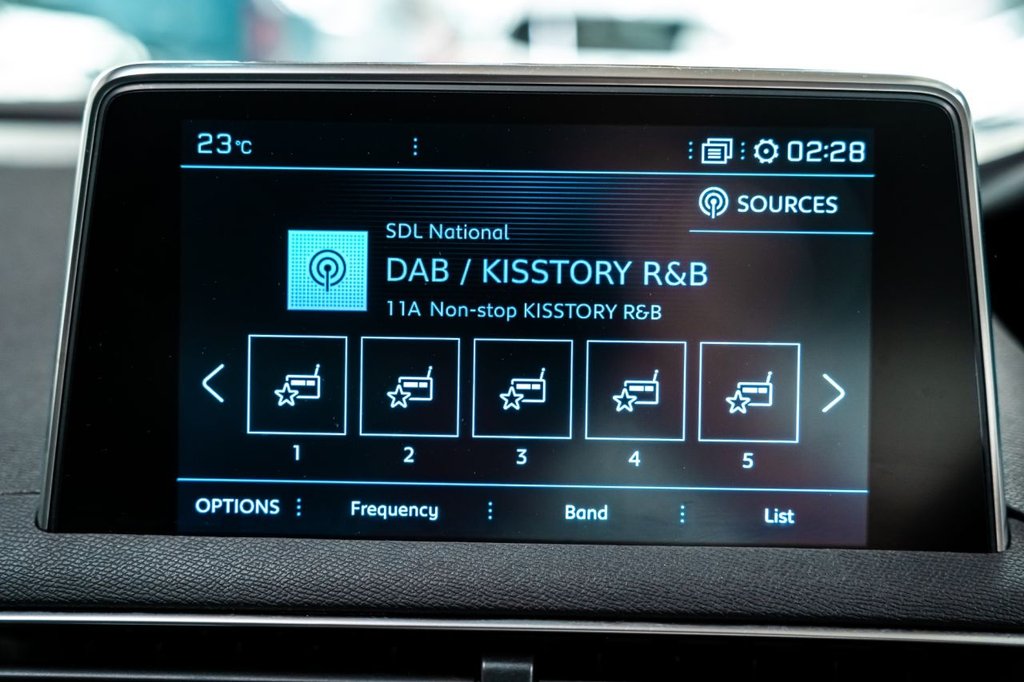 23°C
02:28
SOURCES
SDL National
DAB / KISSTORY R&B
11A Non-stop KISSTORY R&B
1 2 3 4 5
OPTIONS Frequency Band List